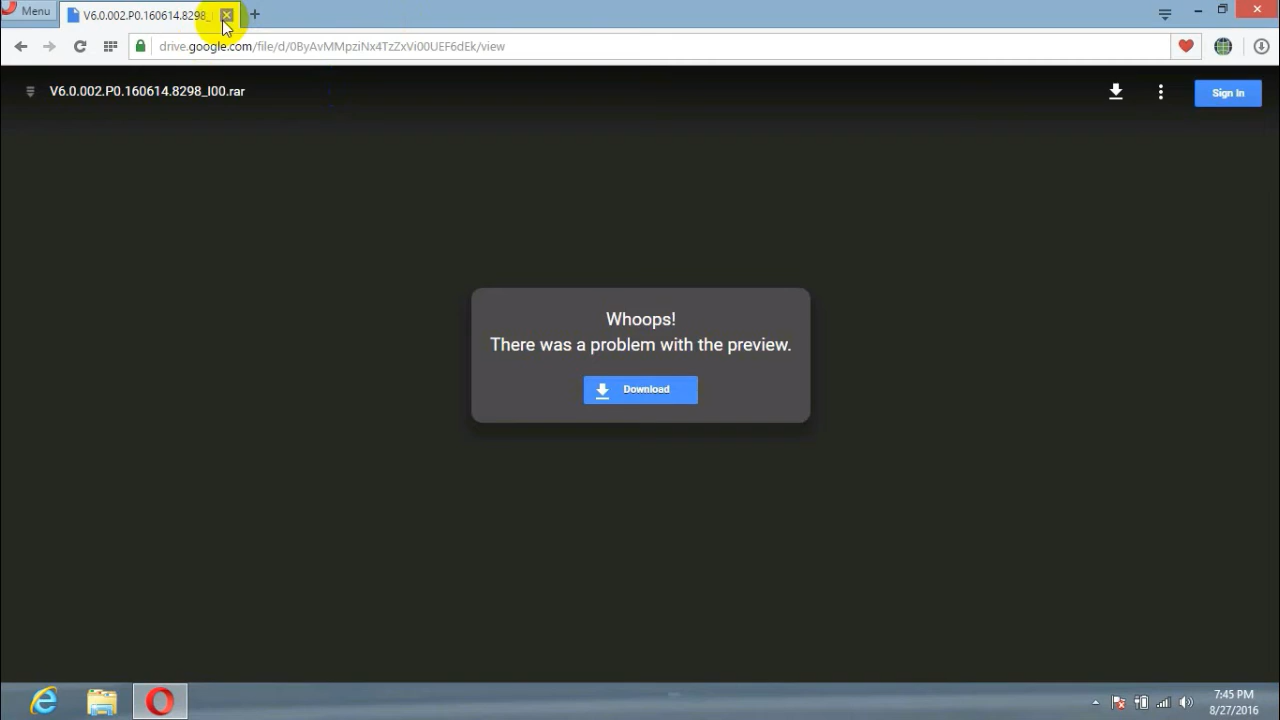 Menu
V6.0.002.P0.160614.8298_I
drive.google.com/file/d/0ByAvMMpziNx4TzZxVi00UEF6dEk/view
V6.0.002.P0.160614.8298_I00.rar
Sign In
Whoops!
There was a problem with the preview.
Download
7:45 PM
8/27/2016